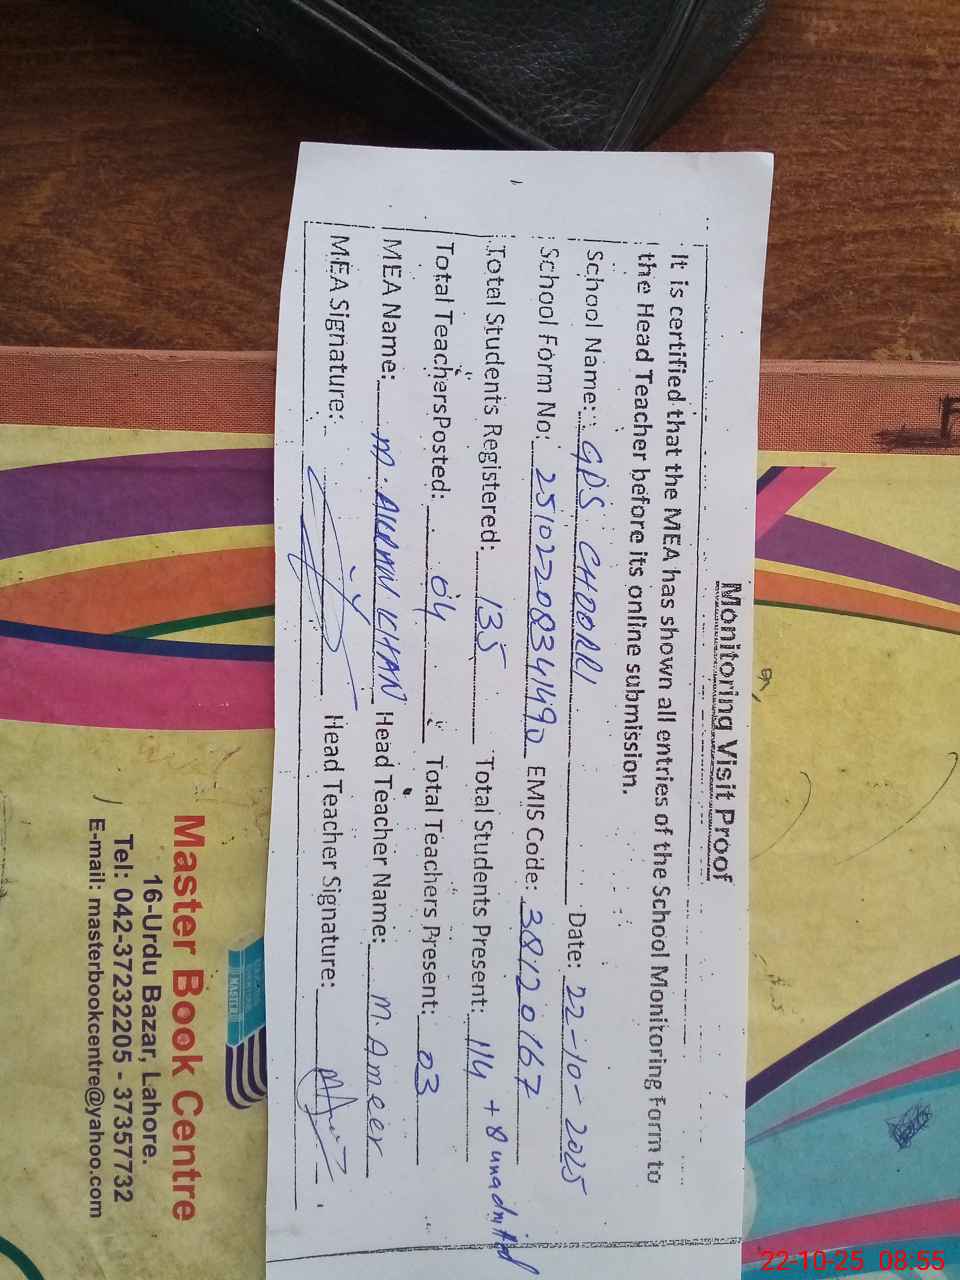 Monitoring Visit Proof
It is certified that the MEA has shown all entries of the School Monitoring Form to
the Head Teacher before its online submission.
School Name: GPS CHOORRI Date: 22-10-2025
School Form No: 25102208341490 EMIS Code: 38120167
Total Students Registered: 135 Total Students Present: 114 + 8 unadmitted
Total TeachersPosted: 04 Total Teachers Present: 03
MEA Name: M. AKRAM KHAN Head Teacher Name: M. Ameer
MEA Signature: Head Teacher Signature:
Master Book Centre
16-Urdu Bazar, Lahore.
Tel: 042-37232205 - 37357732
E-mail: masterbookcentre@yahoo.com
MASTER
22-10-25 08:55